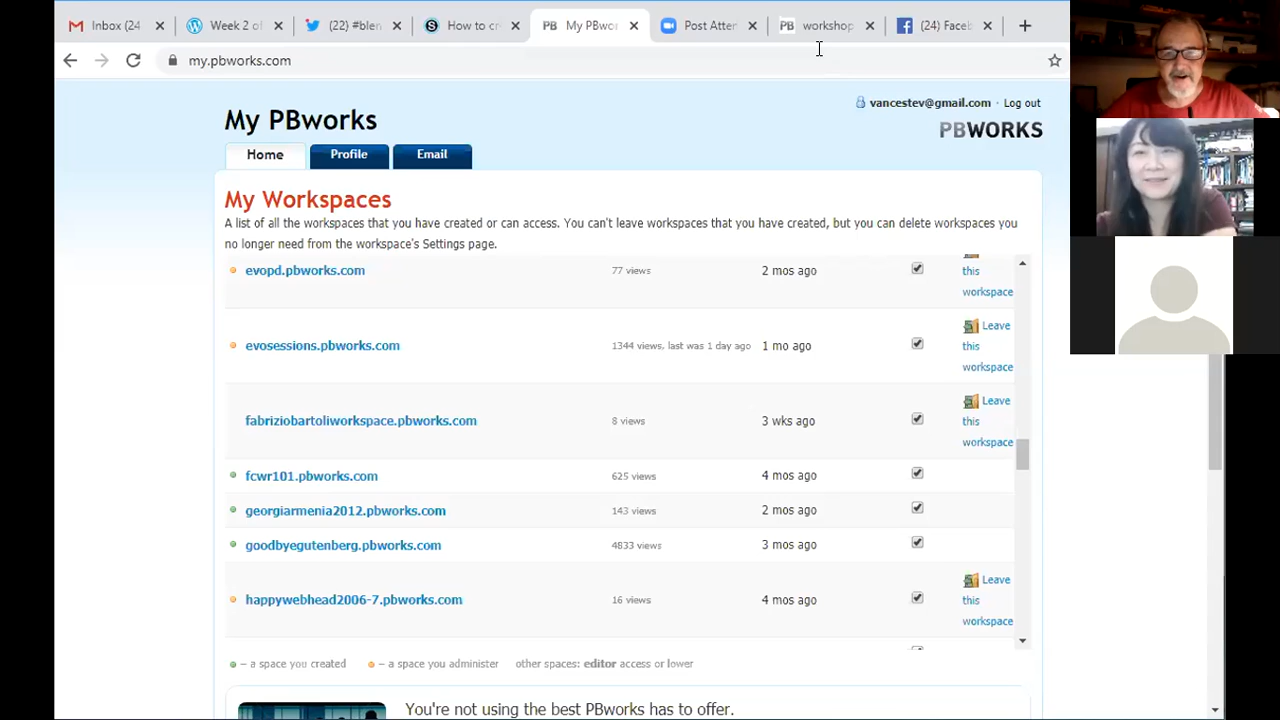 Inbox (24
Week 2 of
(22) #blen
How to cr
PB My PBwor
Post Atten
PB workshop
(24) Faceb
my.pbworks.com
My PBworks
vancestev@gmail.com · Log out
PBWORKS
Home
Profile
Email
My Workspaces
A list of all the workspaces that you have created or can access. You can't leave workspaces that you have created, but you can delete workspaces you
no longer need from the workspace's Settings page.
evopd.pbworks.com 77 views 2 mos ago this
workspace
evosessions.pbworks.com 1344 views, last was 1 day ago 1 mo ago Leave
this
workspace
fabriziobartoliworkspace.pbworks.com 8 views 3 wks ago Leave
this
workspace
fcwr101.pbworks.com 625 views 4 mos ago
georgiarmenia2012.pbworks.com 143 views 2 mos ago
goodbyegutenberg.pbworks.com 4833 views 3 mos ago
happywebhead2006-7.pbworks.com 16 views 4 mos ago Leave
this
workspace
– a space you created – a space you administer other spaces: editor access or lower
You're not using the best PBworks has to offer.